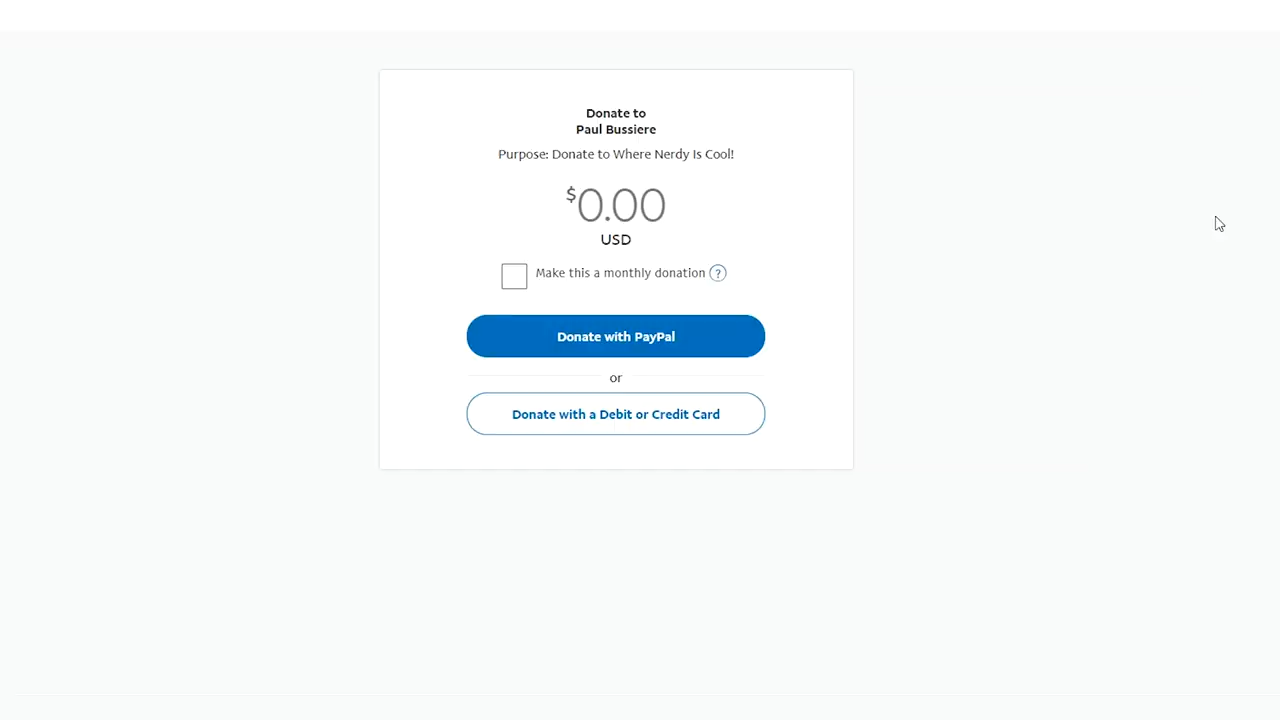 Donate to
Paul Bussiere
Purpose: Donate to Where Nerdy Is Cool!
$0.00
USD
Make this a monthly donation ?
Donate with PayPal
or
Donate with a Debit or Credit Card